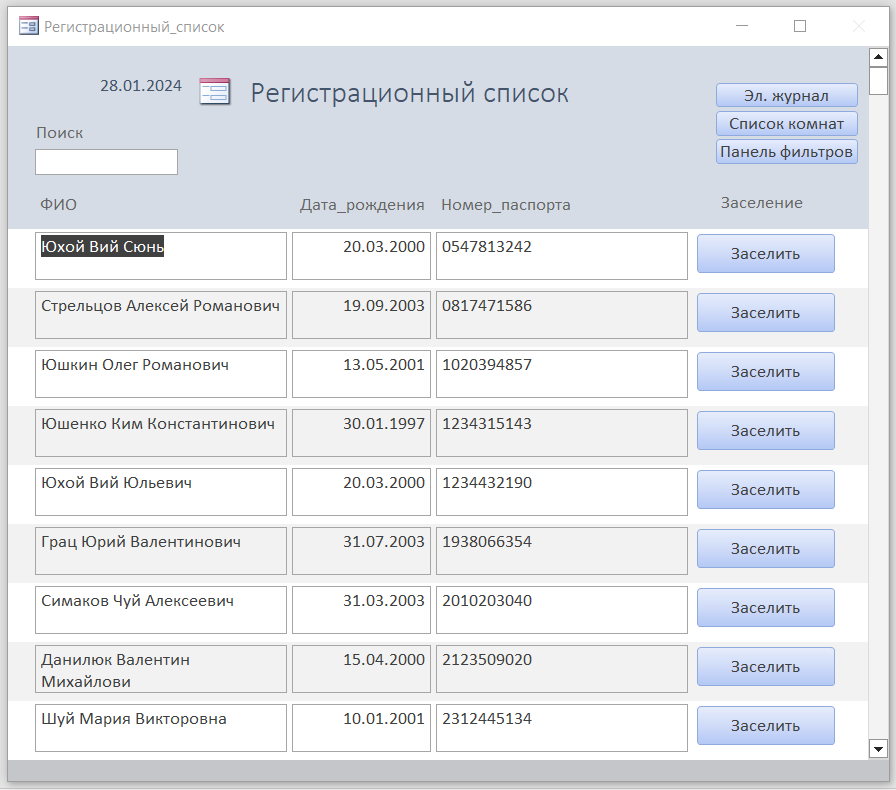 Регистрационный_список
28.01.2024
Регистрационный список
Эл. журнал
Список комнат
Панель фильтров
Поиск
ФИО Дата_рождения Номер_паспорта Заселение
Юхой Вий Сюнь 20.03.2000 0547813242 Заселить
Стрельцов Алексей Романович 19.09.2003 0817471586 Заселить
Юшкин Олег Романович 13.05.2001 1020394857 Заселить
Юшенко Ким Константинович 30.01.1997 1234315143 Заселить
Юхой Вий Юльевич 20.03.2000 1234432190 Заселить
Грац Юрий Валентинович 31.07.2003 1938066354 Заселить
Симаков Чуй Алексеевич 31.03.2003 2010203040 Заселить
Данилюк Валентин 15.04.2000 2123509020 Заселить
Михайлови
Шуй Мария Викторовна 10.01.2001 2312445134 Заселить